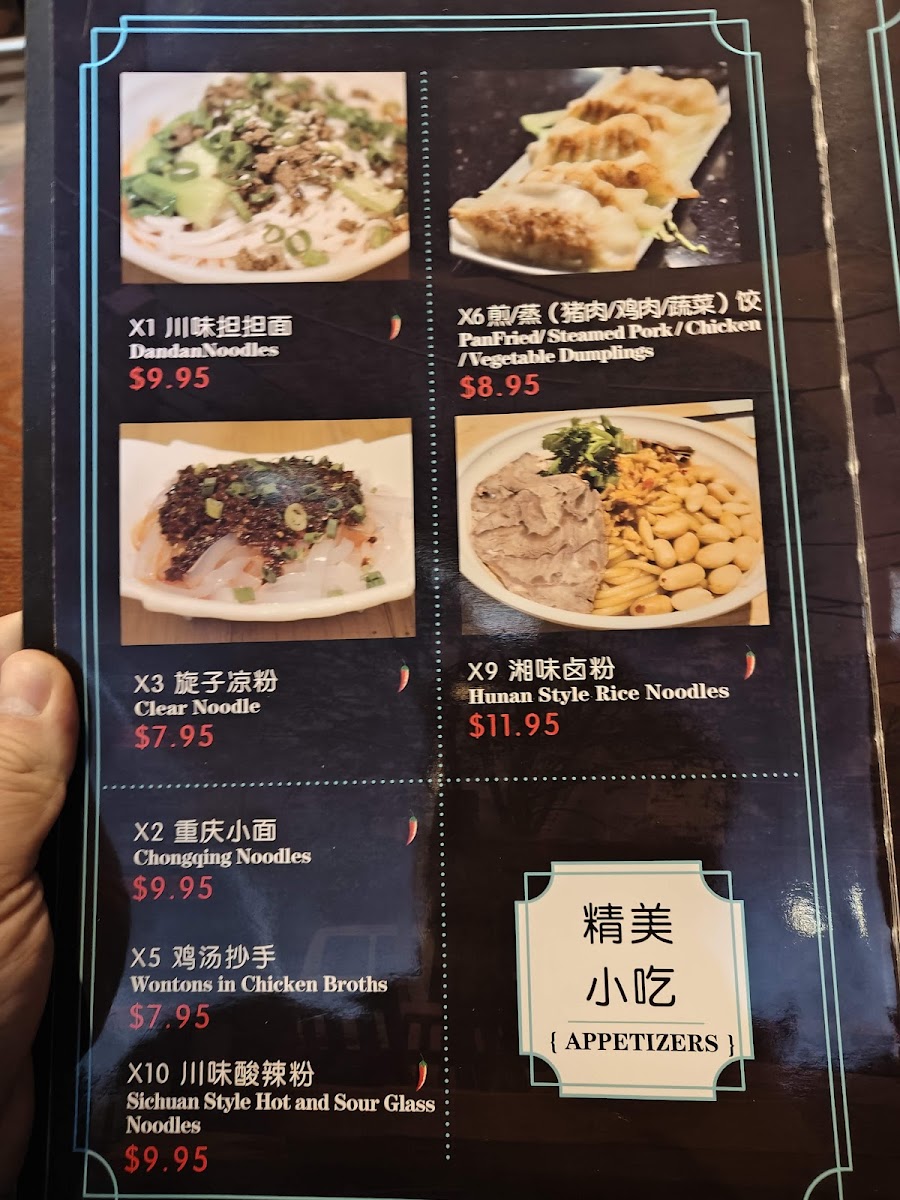 X1 川味担担面
DandanNoodles
$9.95
X6 煎/蒸（猪肉/鸡肉/蔬菜）饺
PanFried/Steamed Pork/Chicken
/Vegetable Dumplings
$8.95
X3 旋子凉粉
Clear Noodle
$7.95
X9 湘味卤粉
Hunan Style Rice Noodles
$11.95
X2 重庆小面
Chongqing Noodles
$9.95
X5 鸡汤抄手
Wontons in Chicken Broths
$7.95
X10 川味酸辣粉
Sichuan Style Hot and Sour Glass
Noodles
$9.95
精美
小吃
{ APPETIZERS }